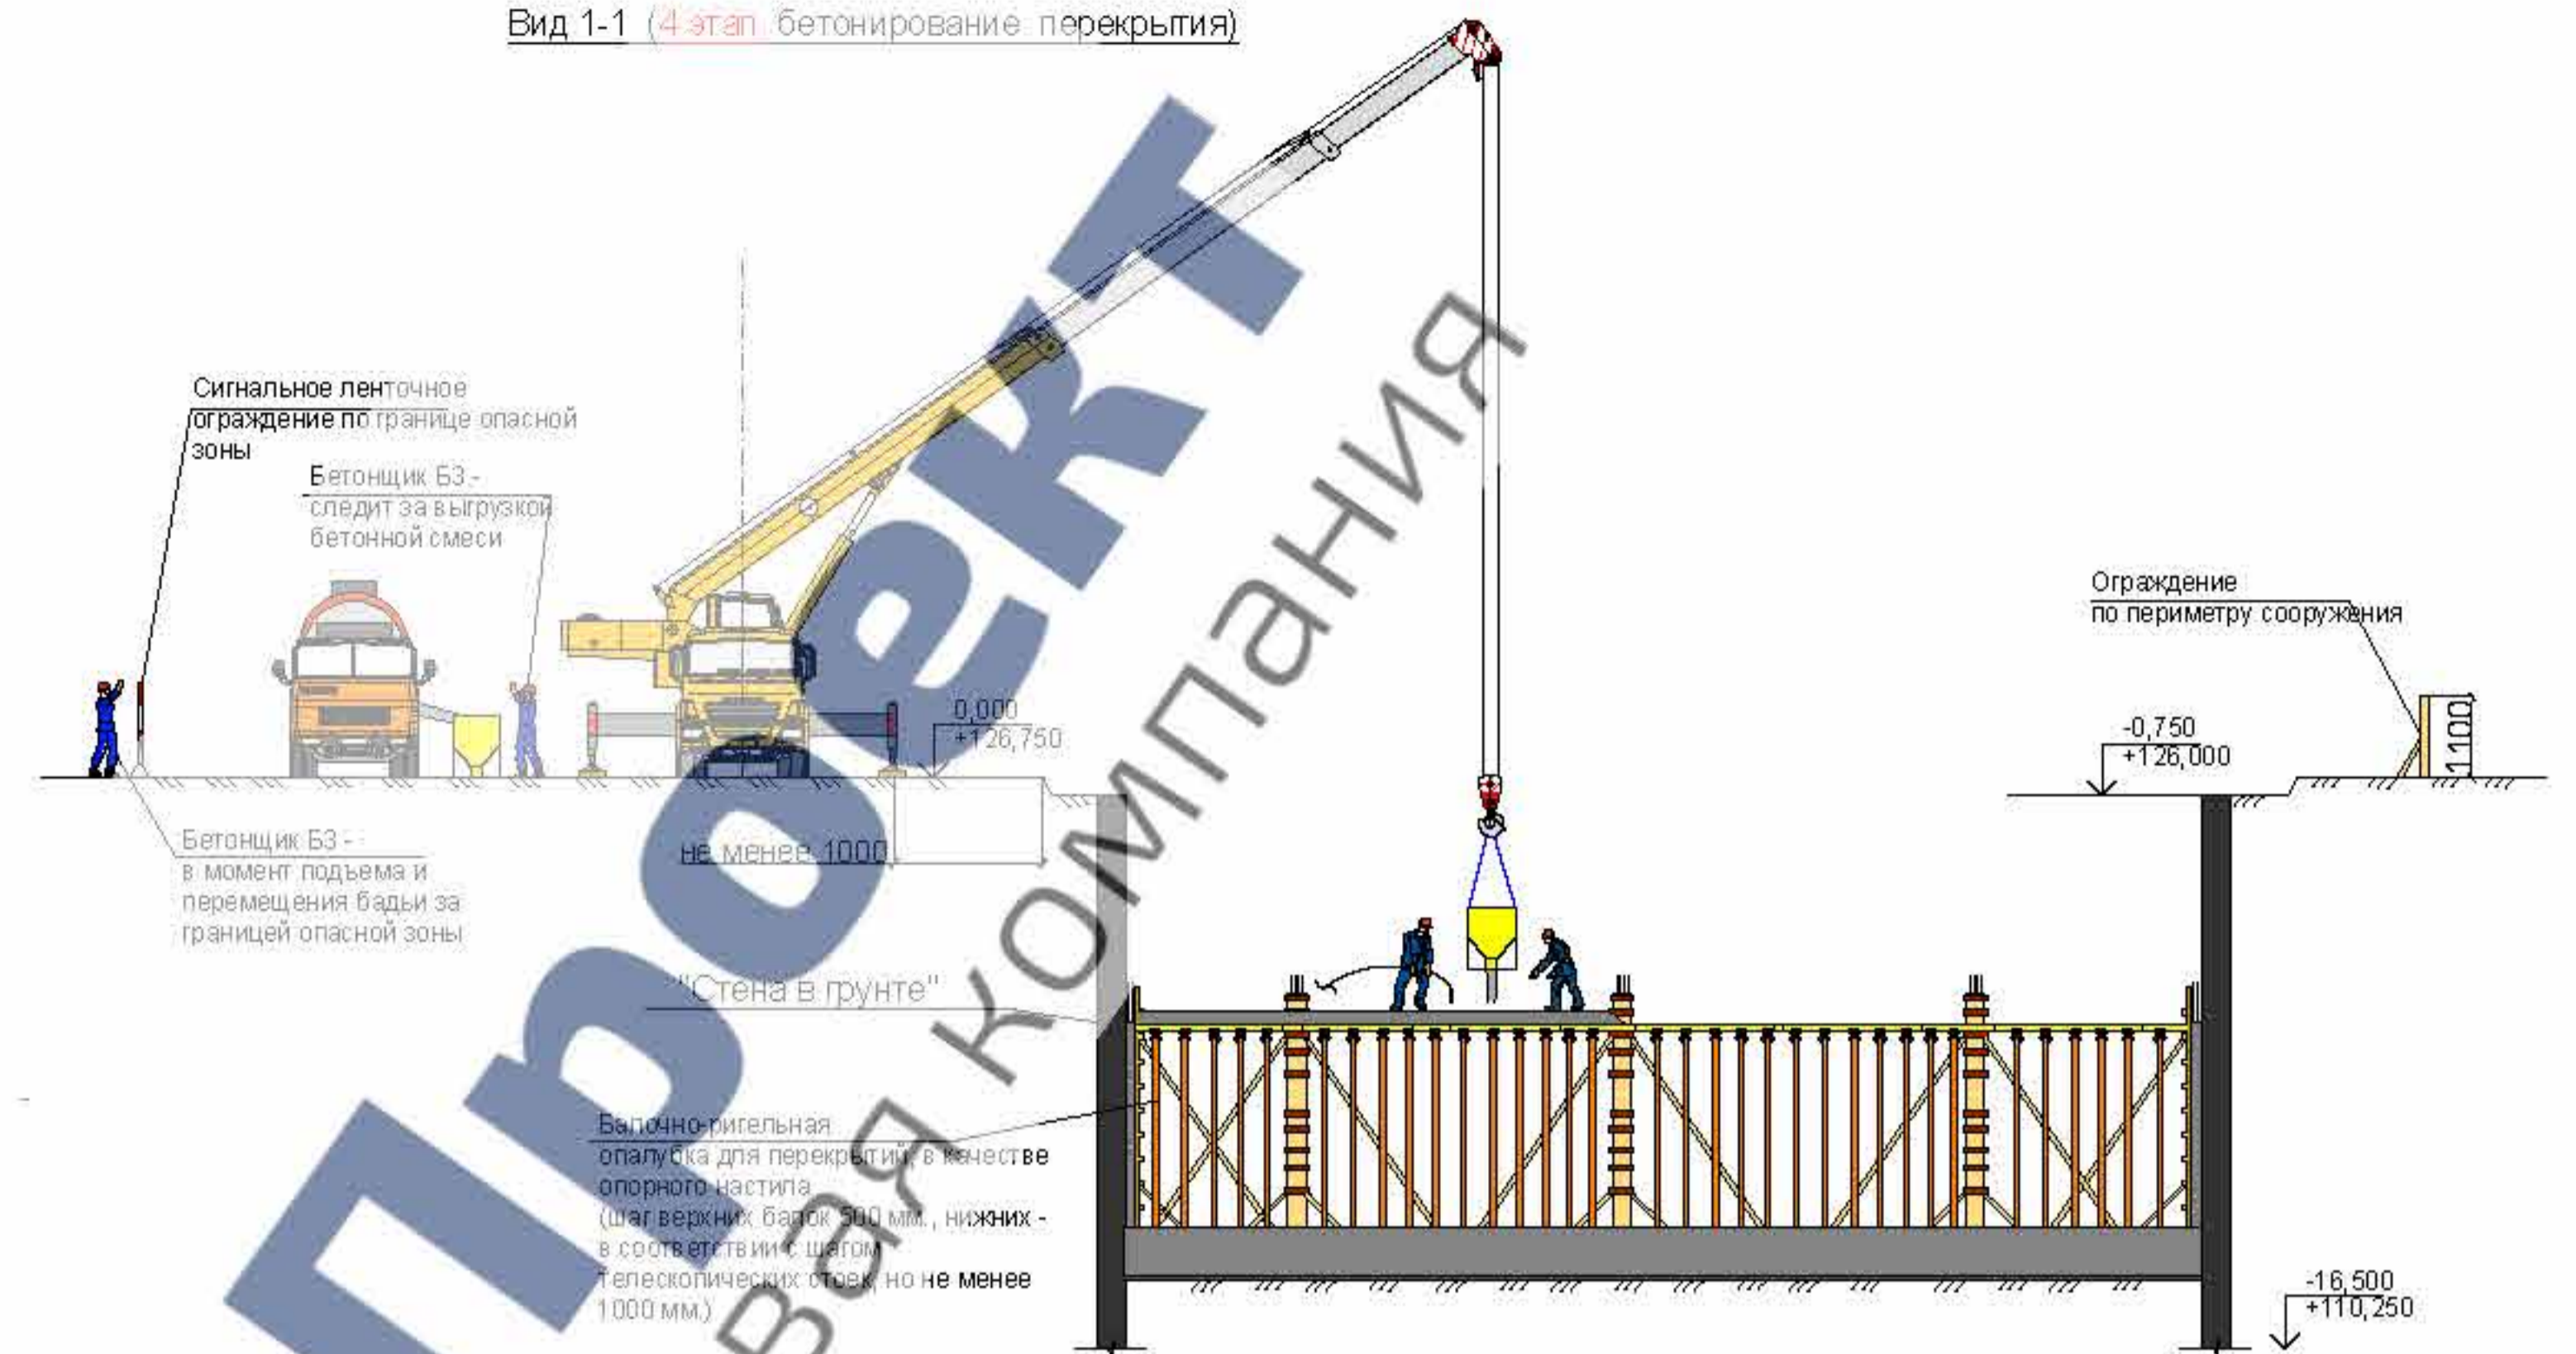 Вид 1-1 (4 этап бетонирование перекрытия)
Сигнальное ленточное
ограждение по границе опасной
зоны
Бетонщик Б3 -
следит за выгрузкой
бетонной смеси
Ограждение
по периметру сооружения
1100
0,000
+126,750
-0,750
+126,000
не менее 1000
Бетонщик Б3 -
в момент подъема и
перемещения бадьи за
границей опасной зоны
"Стена в грунте"
Балочно-ригельная
опалубка для перекрытий, в качестве
опорного настила
(шаг верхних балок 500 мм., нижних -
в соответствии с шагом
телескопических стоек, но не менее
1000 мм.)
-16,500
+110,250
Проект
вая компания